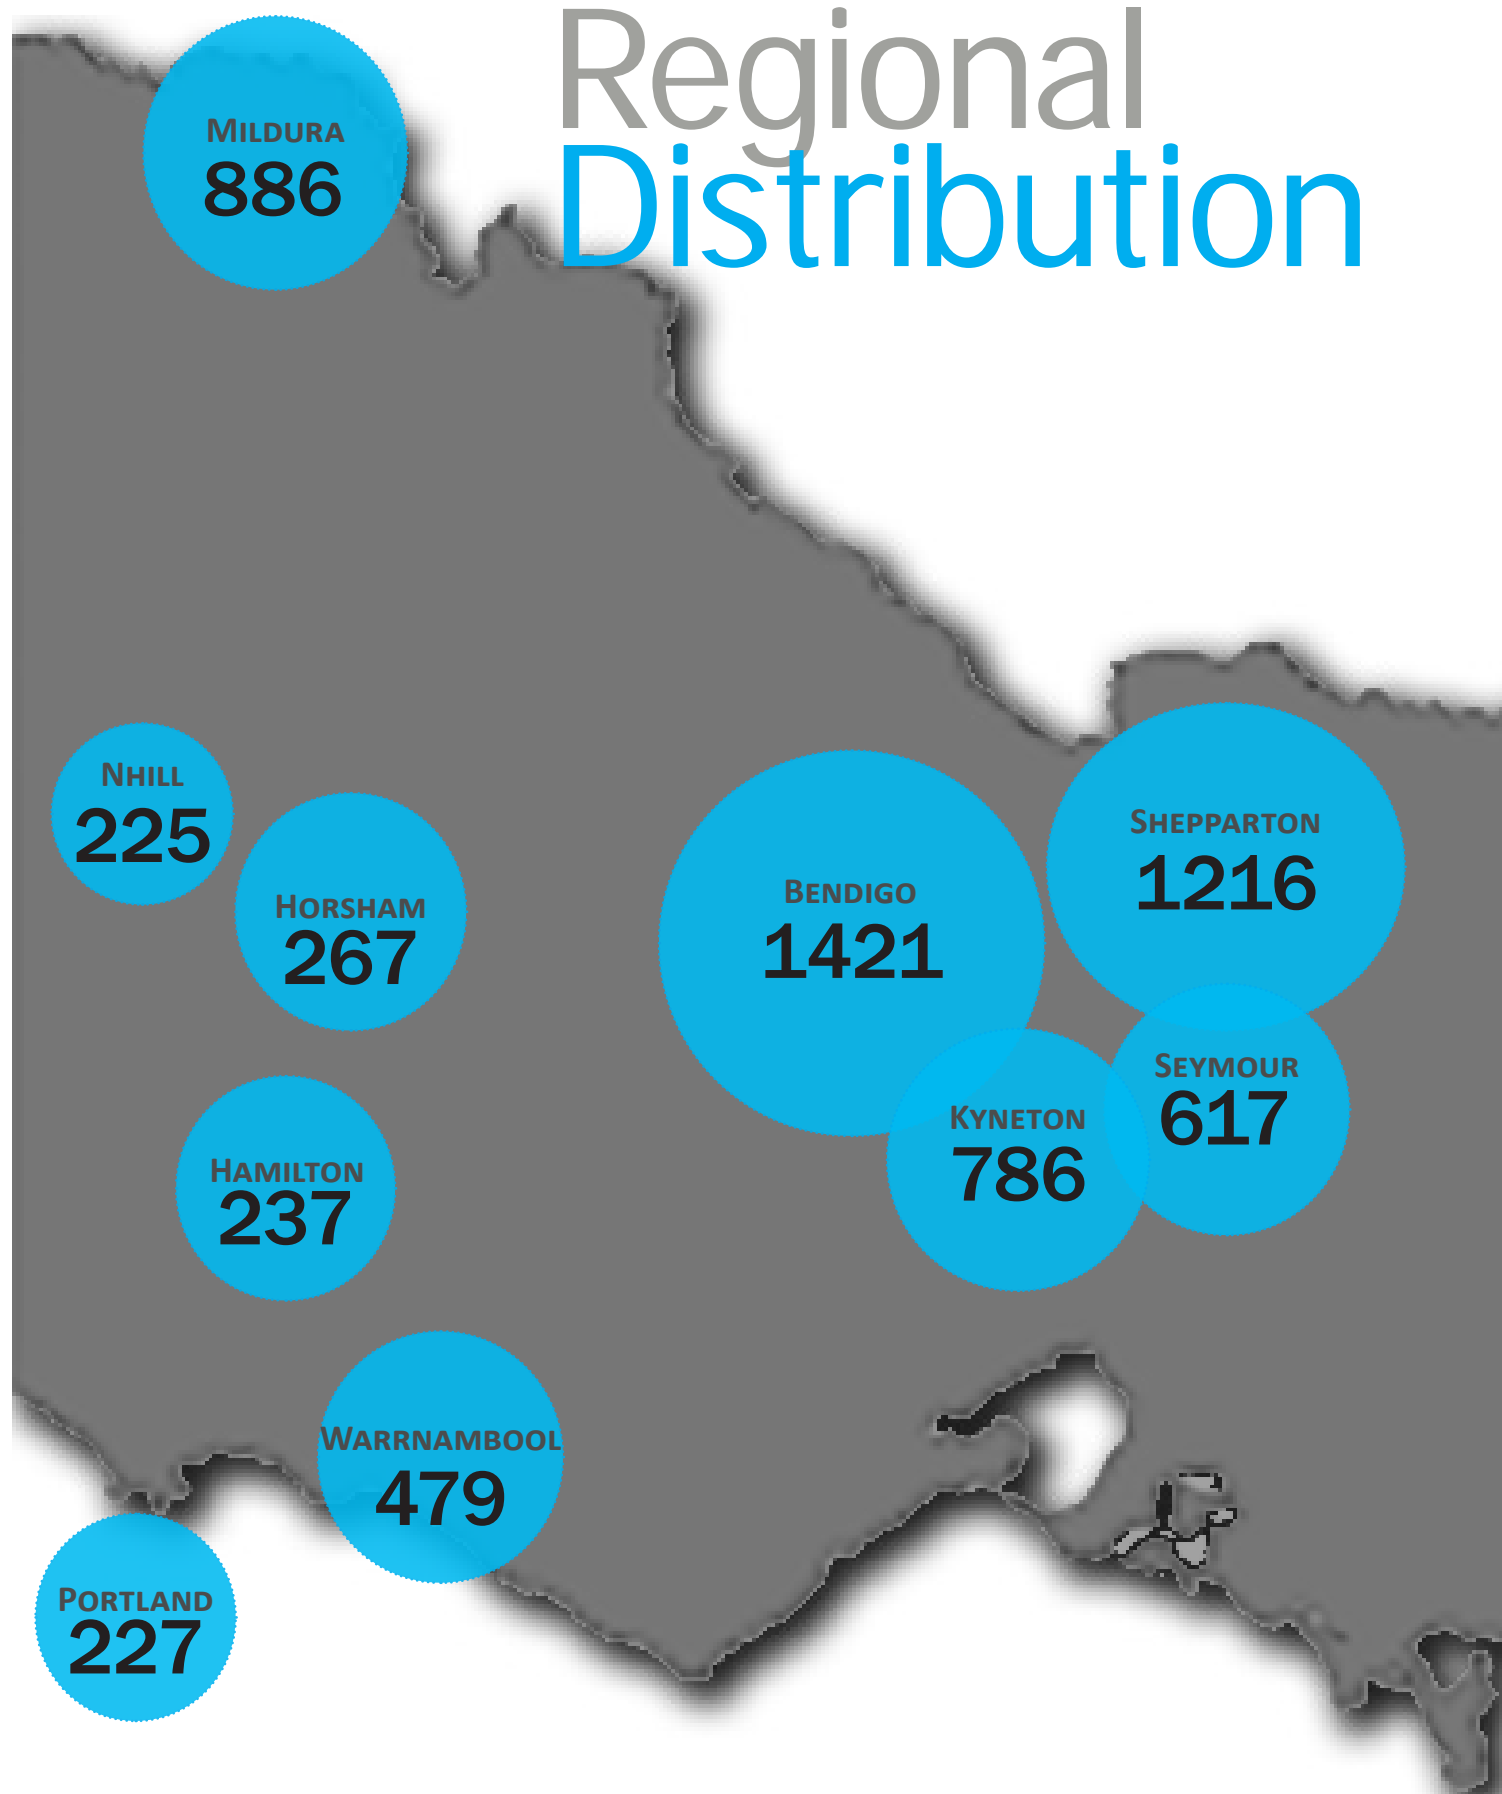 Regional
Distribution
Mildura
886
Nhill
225
Horsham
267
Bendigo
1421
Shepparton
1216
Seymour
617
Kyneton
786
Hamilton
237
Warrnambool
479
Portland
227